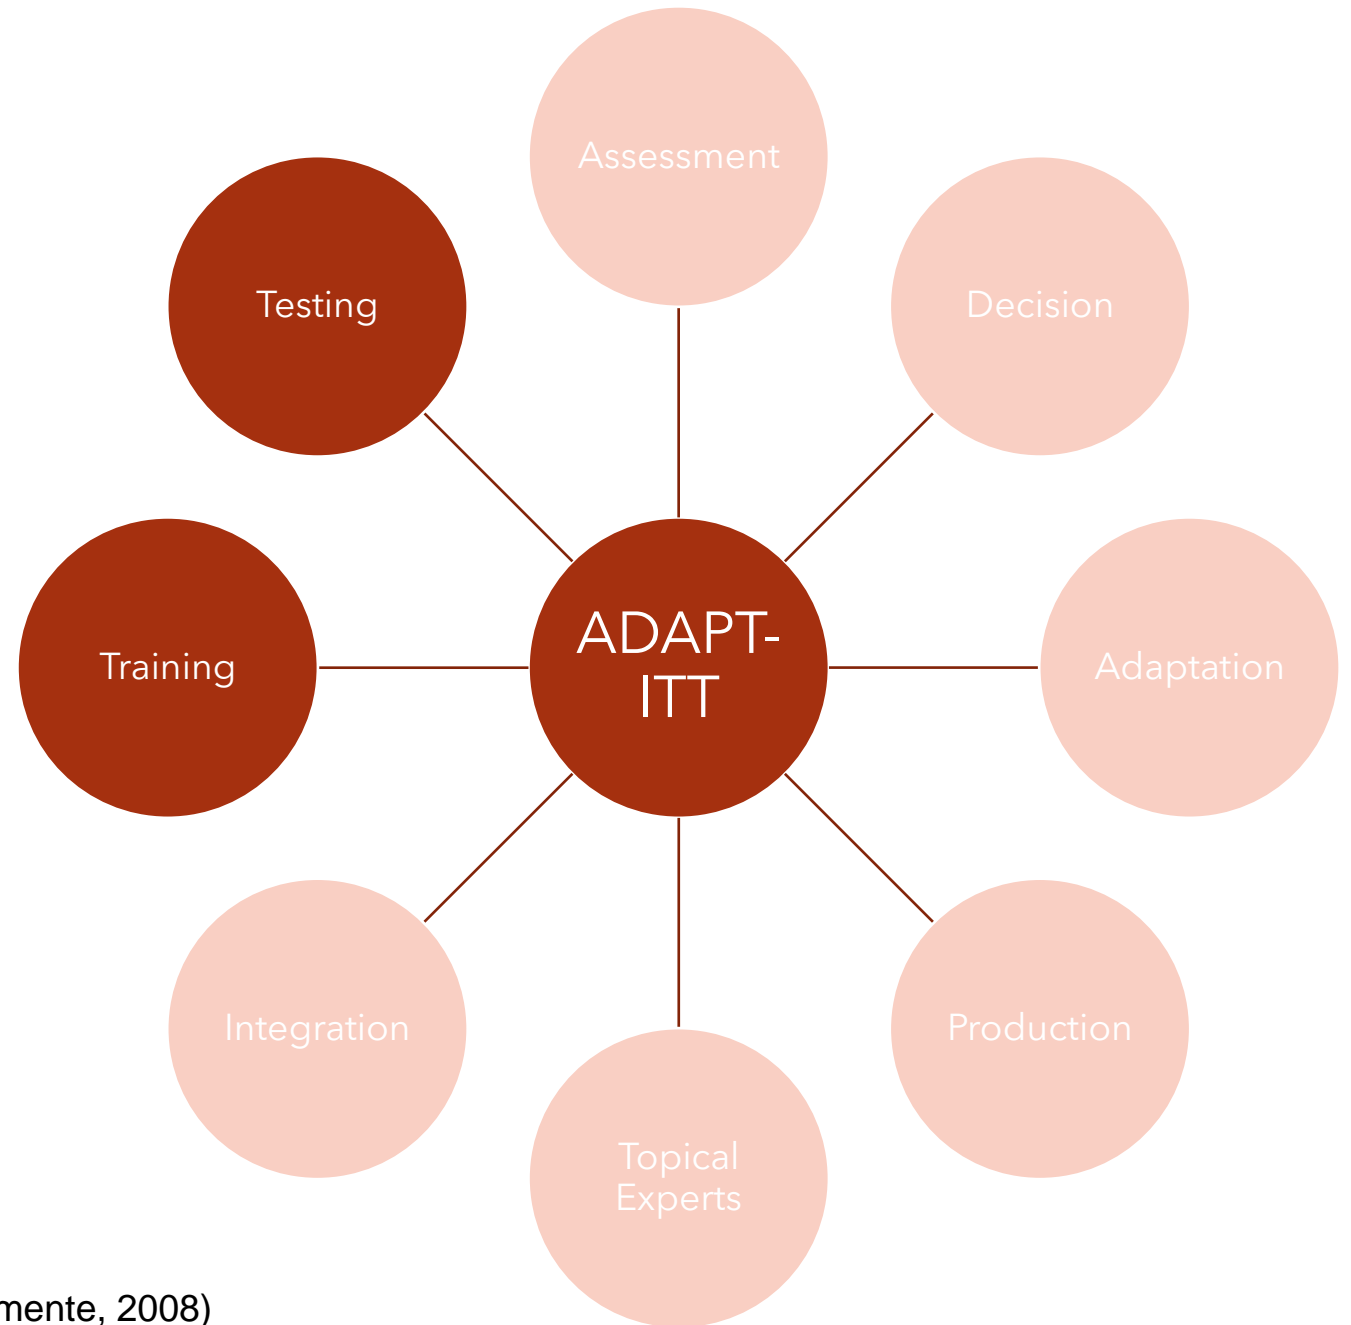 Assessment
Testing
Decision
ADAPT-
ITT
Training
Adaptation
Integration
Production
Topical
Experts
mente, 2008)